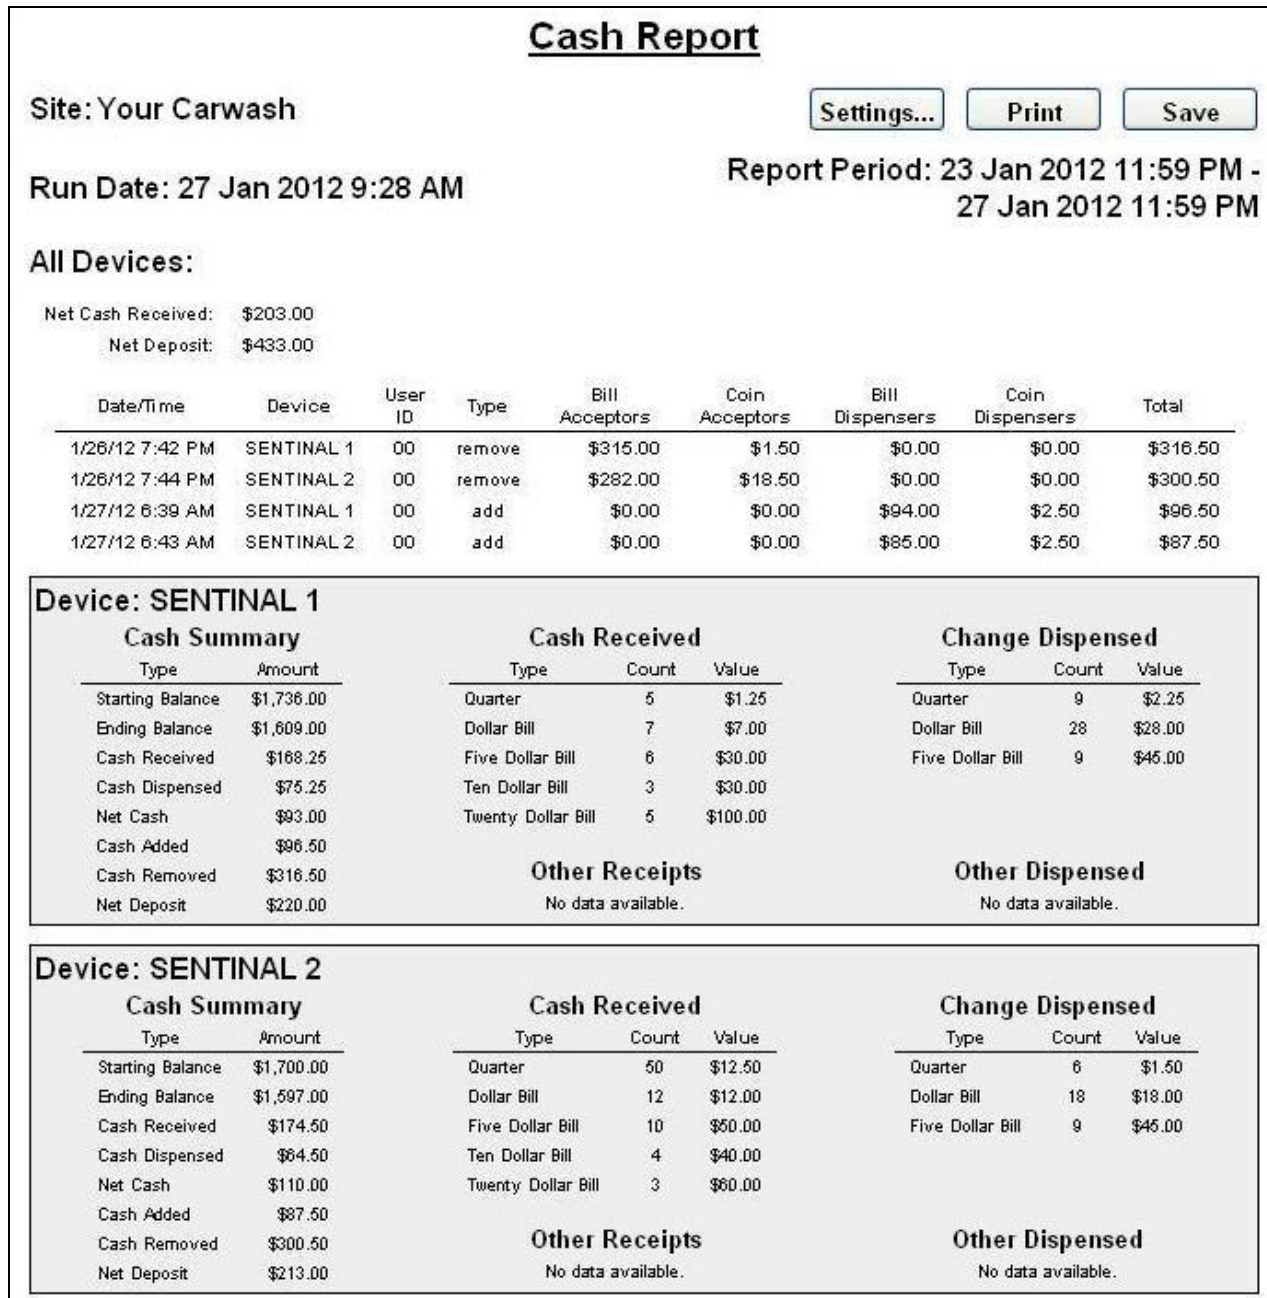 Cash Report
Site: Your Carwash
Settings... Print Save
Run Date: 27 Jan 2012 9:28 AM
Report Period: 23 Jan 2012 11:59 PM -
27 Jan 2012 11:59 PM
All Devices:
Net Cash Received: $203.00
Net Deposit: $433.00
Date/Time Device User ID Type Bill Acceptors Coin Acceptors Bill Dispensers Coin Dispensers Total
1/26/12 7:42 PM SENTINAL 1 00 remove $315.00 $1.50 $0.00 $0.00 $316.50
1/26/12 7:44 PM SENTINAL 2 00 remove $282.00 $18.50 $0.00 $0.00 $300.50
1/27/12 6:39 AM SENTINAL 1 00 add $0.00 $0.00 $94.00 $2.50 $96.50
1/27/12 6:43 AM SENTINAL 2 00 add $0.00 $0.00 $85.00 $2.50 $87.50
Device: SENTINAL 1
Cash Summary Cash Received Change Dispensed
Type Amount Type Count Value Type Count Value
Starting Balance $1,736.00 Quarter 5 $1.25 Quarter 9 $2.25
Ending Balance $1,609.00 Dollar Bill 7 $7.00 Dollar Bill 28 $28.00
Cash Received $168.25 Five Dollar Bill 6 $30.00 Five Dollar Bill 9 $45.00
Cash Dispensed $75.25 Ten Dollar Bill 3 $30.00
Net Cash $93.00 Twenty Dollar Bill 5 $100.00
Cash Added $96.50
Cash Removed $316.50 Other Receipts Other Dispensed
Net Deposit $220.00 No data available. No data available.
Device: SENTINAL 2
Cash Summary Cash Received Change Dispensed
Type Amount Type Count Value Type Count Value
Starting Balance $1,700.00 Quarter 50 $12.50 Quarter 6 $1.50
Ending Balance $1,597.00 Dollar Bill 12 $12.00 Dollar Bill 18 $18.00
Cash Received $174.50 Five Dollar Bill 10 $50.00 Five Dollar Bill 9 $45.00
Cash Dispensed $64.50 Ten Dollar Bill 4 $40.00
Net Cash $110.00 Twenty Dollar Bill 3 $60.00
Cash Added $87.50
Cash Removed $300.50 Other Receipts Other Dispensed
Net Deposit $213.00 No data available. No data available.